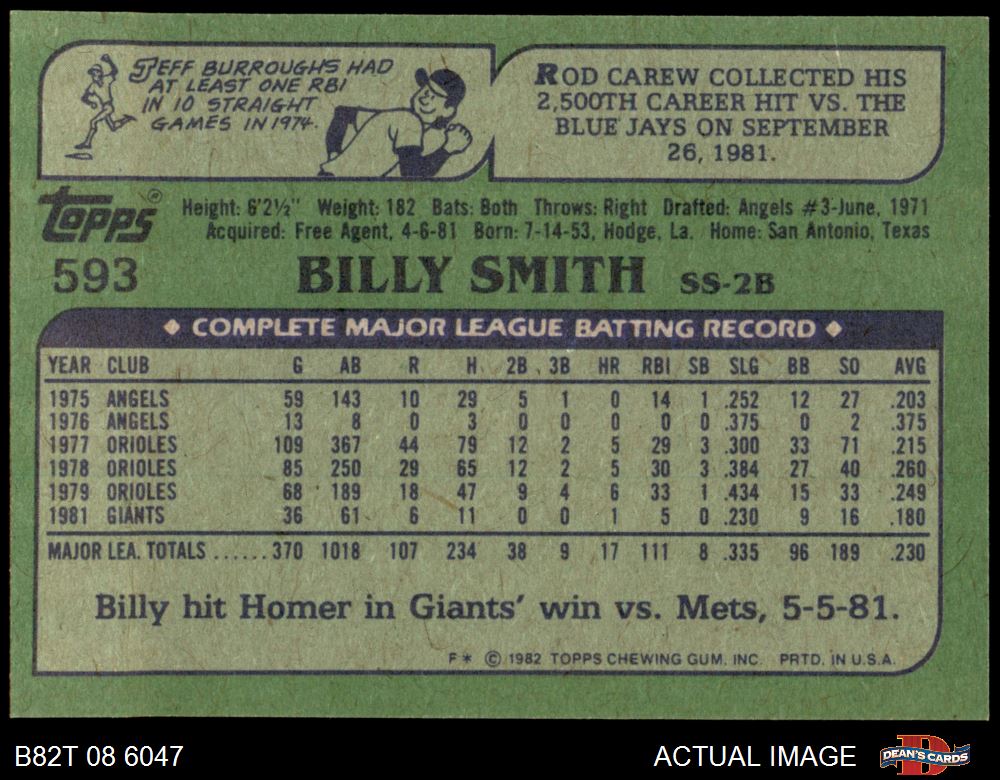 JEFF BURROUGHS HAD
AT LEAST ONE RBI
IN 10 STRAIGHT
GAMES IN 1974.
ROD CAREW COLLECTED HIS
2,500TH CAREER HIT VS. THE
BLUE JAYS ON SEPTEMBER
26, 1981.
Topps®
Height: 6'2½" Weight: 182 Bats: Both Throws: Right Drafted: Angels #3-June, 1971
Acquired: Free Agent, 4-6-81 Born: 7-14-53, Hodge, La. Home: San Antonio, Texas
593 BILLY SMITH SS-2B
◆ COMPLETE MAJOR LEAGUE BATTING RECORD ◆
YEAR CLUB G AB R H 2B 3B HR RBI SB SLG BB SO AVG
1975 ANGELS 59 143 10 29 5 1 0 14 1 .252 12 27 .203
1976 ANGELS 13 8 0 3 0 0 0 0 0 .375 0 2 .375
1977 ORIOLES 109 367 44 79 12 2 5 29 3 .300 33 71 .215
1978 ORIOLES 85 250 29 65 12 2 5 30 3 .384 27 40 .260
1979 ORIOLES 68 189 18 47 9 4 6 33 1 .434 15 33 .249
1981 GIANTS 36 61 6 11 0 0 1 5 0 .230 9 16 .180
MAJOR LEA. TOTALS ...... 370 1018 107 234 38 9 17 111 8 .335 96 189 .230
Billy hit Homer in Giants' win vs. Mets, 5-5-81.
F* © 1982 TOPPS CHEWING GUM, INC. PRTD. IN U.S.A.
B82T 08 6047 ACTUAL IMAGE D DEAN'S CARDS